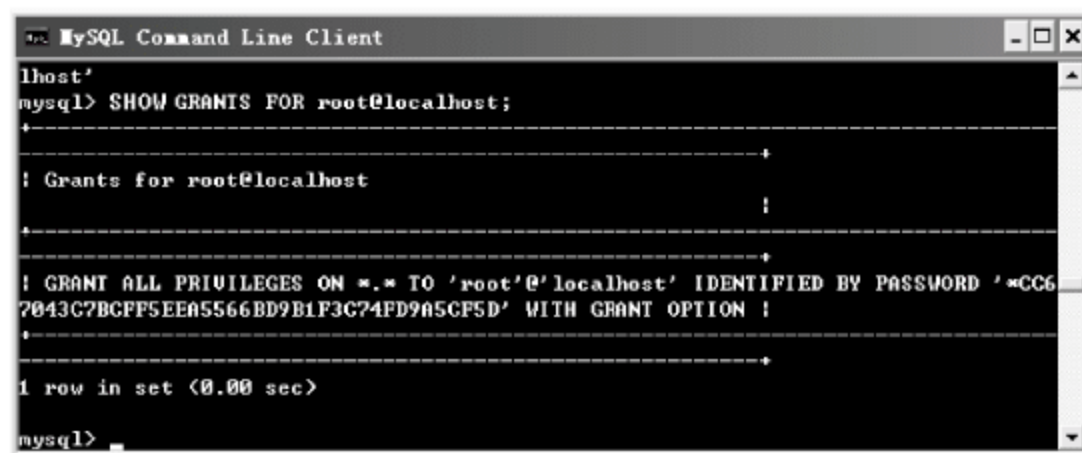 MySQL Command Line Client
lhost'
mysql> SHOW GRANTS FOR root@localhost;
+--------------------------------------------------------------------------------
---------------------------------------------------------+
| Grants for root@localhost
|
+--------------------------------------------------------------------------------
---------------------------------------------------------+
| GRANT ALL PRIVILEGES ON *.* TO 'root'@'localhost' IDENTIFIED BY PASSWORD '*CC6
7043C7BCFF5EEA5566BD9B1F3C74FD9A5CF5D' WITH GRANT OPTION |
+--------------------------------------------------------------------------------
---------------------------------------------------------+
1 row in set (0.00 sec)
mysql> _